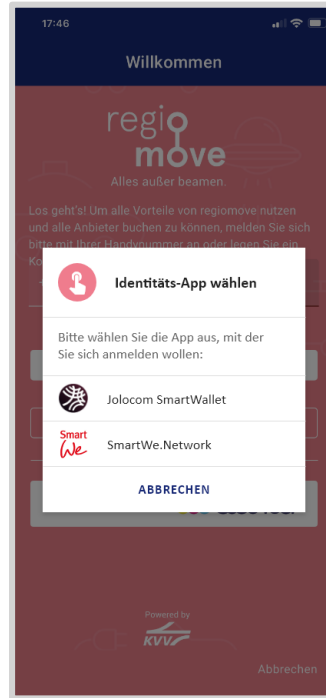 17:46
Willkommen
regio
move
Alles außer beamen.
Los geht's! Um alle Vorteile von regiomove nutzen
und alle Anbieter buchen zu können, melden Sie sich
bitte mit Ihrer Handynummer an oder legen Sie ein
Identitäts-App wählen
Bitte wählen Sie die App aus, mit der
Sie sich anmelden wollen:
Jolocom SmartWallet
Smart
We
SmartWe.Network
ABBRECHEN
Powered by
KVV
Abbrechen